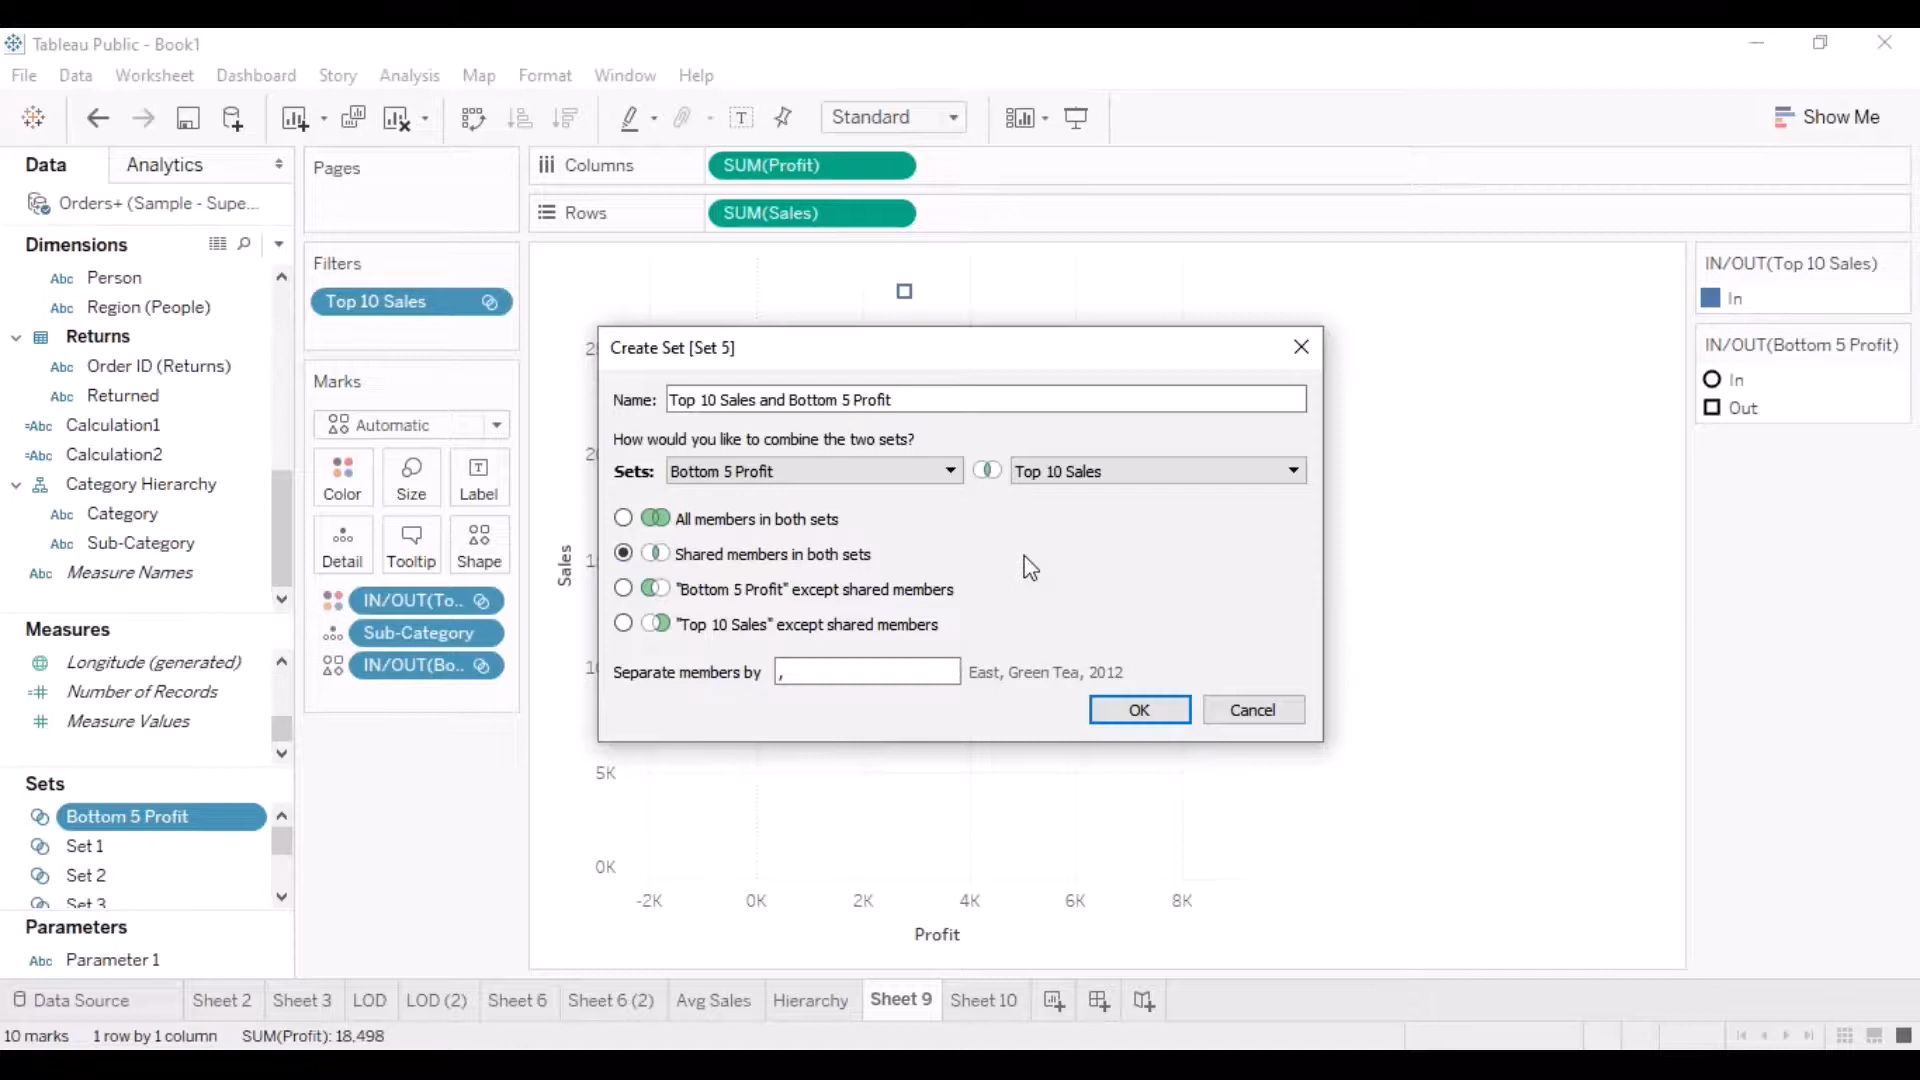 Tableau Public - Book1
File Data Worksheet Dashboard Story Analysis Map Format Window Help
Standard
Show Me
Data Analytics
Orders+ (Sample - Supe...
Dimensions
Abc Person
Abc Region (People)
Returns
Abc Order ID (Returns)
Abc Returned
=Abc Calculation1
=Abc Calculation2
Category Hierarchy
Abc Category
Abc Sub-Category
Abc Measure Names
Measures
Longitude (generated)
=# Number of Records
# Measure Values
Sets
Bottom 5 Profit
Set 1
Set 2
Set 3
Parameters
Abc Parameter 1
Pages
Filters
Top 10 Sales
Marks
Automatic
Color Size Label
Detail Tooltip Shape
IN/OUT(To..
Sub-Category
IN/OUT(Bo..
Columns SUM(Profit)
Rows SUM(Sales)
Create Set [Set 5]
Name: Top 10 Sales and Bottom 5 Profit
How would you like to combine the two sets?
Sets: Bottom 5 Profit Top 10 Sales
All members in both sets
Shared members in both sets
"Bottom 5 Profit" except shared members
"Top 10 Sales" except shared members
Separate members by , East, Green Tea, 2012
OK Cancel
Sales
5K
0K
-2K 0K 2K 4K 6K 8K
Profit
IN/OUT(Top 10 Sales)
In
IN/OUT(Bottom 5 Profit)
In
Out
Data Source Sheet 2 Sheet 3 LOD LOD (2) Sheet 6 Sheet 6 (2) Avg Sales Hierarchy Sheet 9 Sheet 10
10 marks 1 row by 1 column SUM(Profit): 18,498